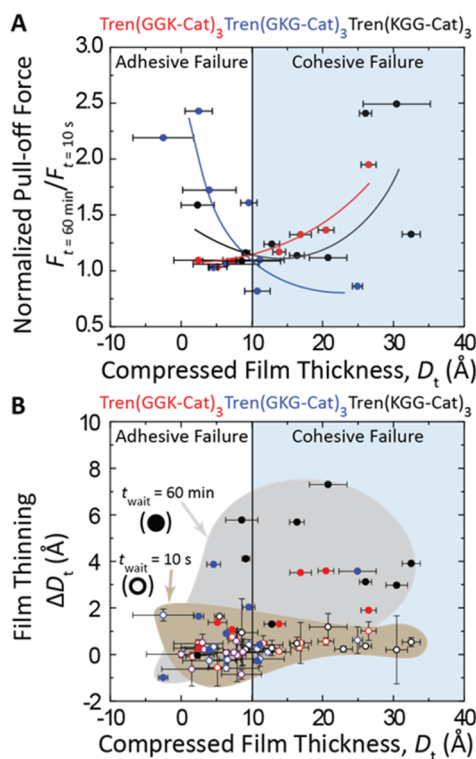 A
Tren(GGK-Cat)3 Tren(GKG-Cat)3 Tren(KGG-Cat)3
Adhesive Failure Cohesive Failure
Normalized Pull-off Force
F t = 60 min/F t = 10 s
3.0
2.5
2.0
1.5
1.0
0.5
-10 0 10 20 30 40
Compressed Film Thickness, Dt (Å)
B
Tren(GGK-Cat)3 Tren(GKG-Cat)3 Tren(KGG-Cat)3
Adhesive Failure Cohesive Failure
twait = 60 min
(●)
twait = 10 s
(○)
Film Thinning
ΔDt (Å)
10
8
6
4
2
0
-2
-10 0 10 20 30 40
Compressed Film Thickness, Dt (Å)